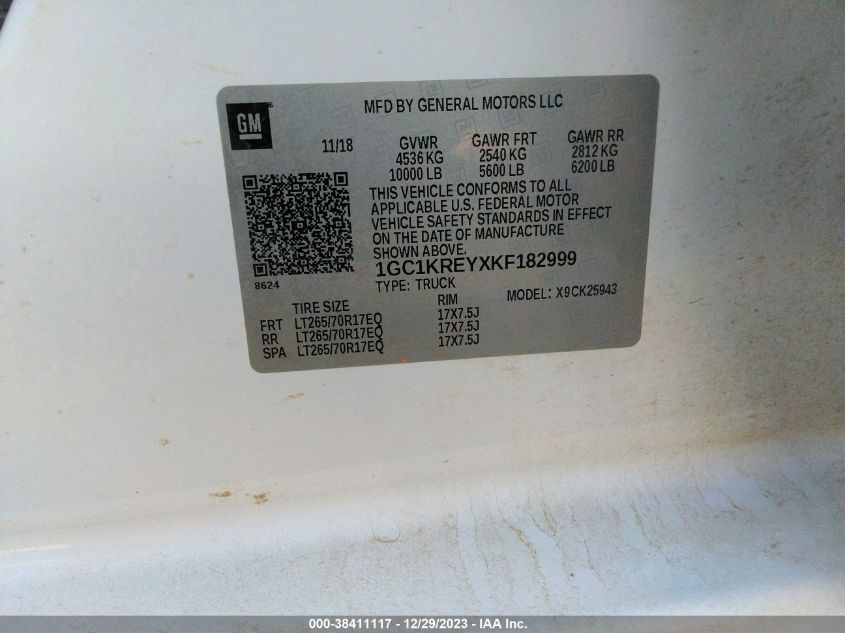 MFD BY GENERAL MOTORS LLC
GM
®
11/18 GVWR GAWR FRT GAWR RR
4536 KG 2540 KG 2812 KG
10000 LB 5600 LB 6200 LB
THIS VEHICLE CONFORMS TO ALL
APPLICABLE U.S. FEDERAL MOTOR
VEHICLE SAFETY STANDARDS IN EFFECT
ON THE DATE OF MANUFACTURE
SHOWN ABOVE.
1GC1KREYXKF182999
8624
TYPE: TRUCK MODEL: X9CK25943
TIRE SIZE RIM
FRT LT265/70R17EQ 17X7.5J
RR LT265/70R17EQ 17X7.5J
SPA LT265/70R17EQ 17X7.5J
000-38411117 - 12/29/2023 - IAA Inc.